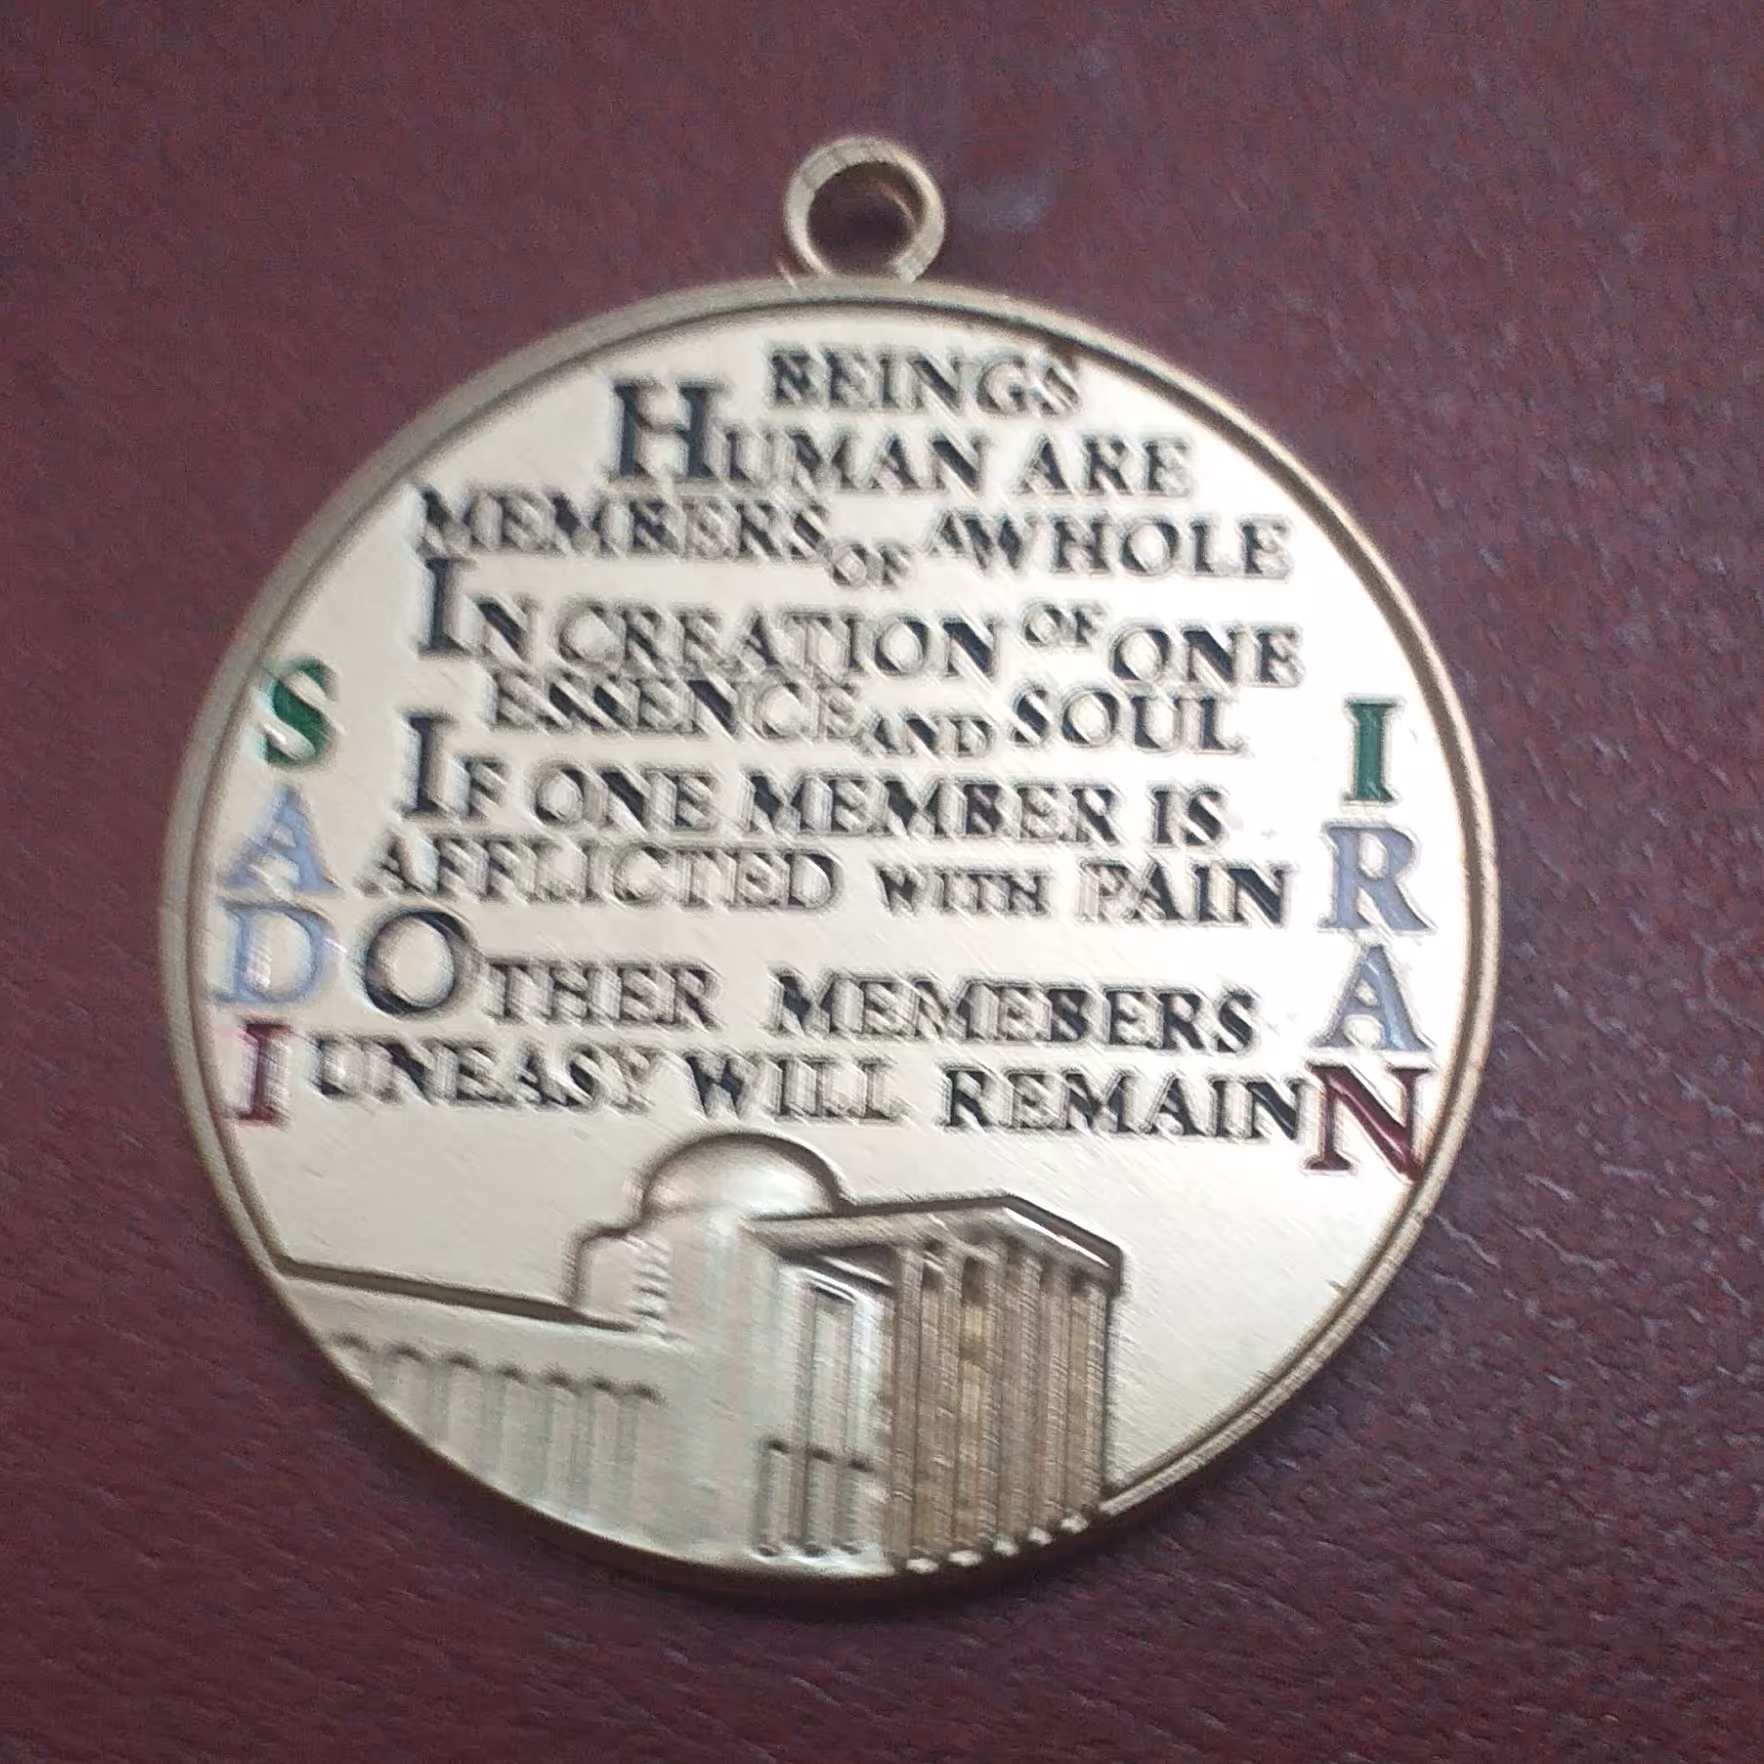 BEINGS
HUMAN ARE
MEMBERS OF A WHOLE
IN CREATION OF ONE
ESSENCE AND SOUL
IF ONE MEMBER IS
AFFLICTED WITH PAIN
OTHER MEMEBERS
UNEASY WILL REMAIN
SADI
IRAN